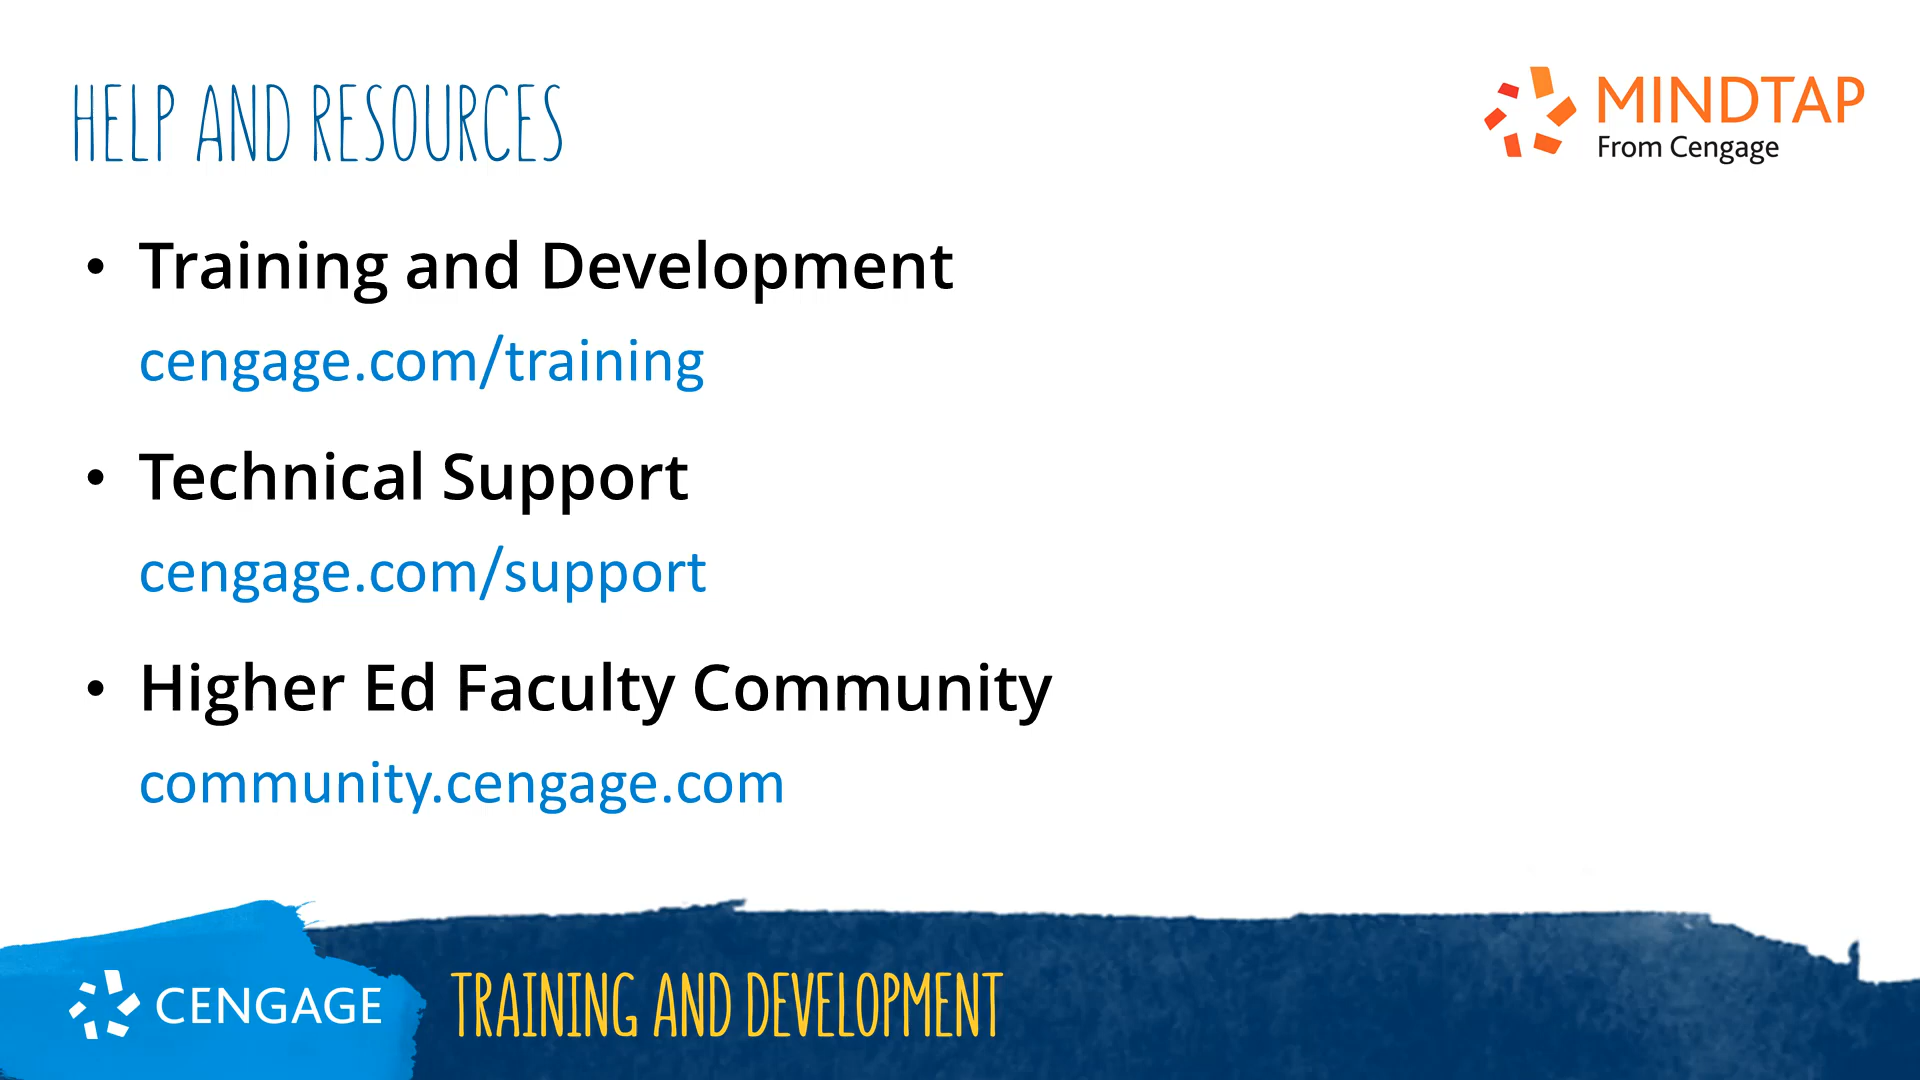 HELP AND RESOURCES
MINDTAP
From Cengage
• Training and Development
cengage.com/training
• Technical Support
cengage.com/support
• Higher Ed Faculty Community
community.cengage.com
CENGAGE
TRAINING AND DEVELOPMENT